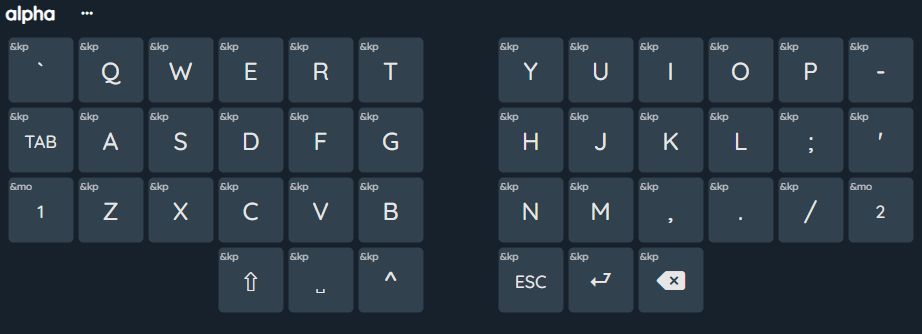 alpha ···
&kp &kp &kp &kp &kp &kp &kp &kp &kp &kp &kp &kp
` Q W E R T Y U I O P -
&kp &kp &kp &kp &kp &kp &kp &kp &kp &kp &kp &kp
TAB A S D F G H J K L ; '
&mo &kp &kp &kp &kp &kp &kp &kp &kp &kp &kp &mo
1 Z X C V B N M , . / 2
&kp &kp &kp &kp &kp &kp
⇧ ␣ ^ ESC ⏎ ⌫